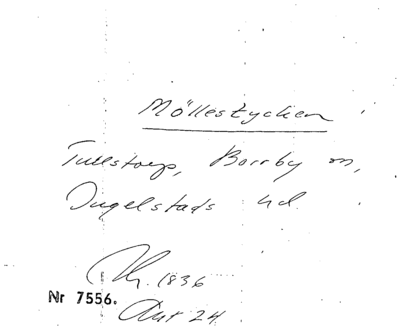 Möllestycken
Tullstorp, Borrby sn,
Ingelstads hd.
1836
Nr 7556.
Akt 24.